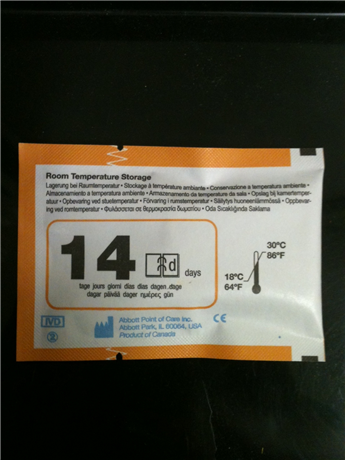 Room Temperature Storage
Lagerung bei Raumtemperatur • Stockage à température ambiante • Conservazione a temperatura ambiente •
Almacenamiento a temperatura ambiente • Armazenamento da temperatura da sala • Opslag bij kamertemper-
atuur • Opbevaring ved stuetemperatur • Förvaring i rumstemperatur • Säilytys huoneenlämmössä • Oppbevar-
ing ved romtemperatur • Φυλάσσεται σε θερμοκρασία δωματίου • Oda Sıcaklığında Saklama
14 d days
tage jours giorni días dias dagen dage
dagar päivää dager ημέρες gün
30°C
86°F
18°C
64°F
IVD
2
Abbott Point of Care Inc.
Abbott Park, IL 60064, USA
Product of Canada
CE